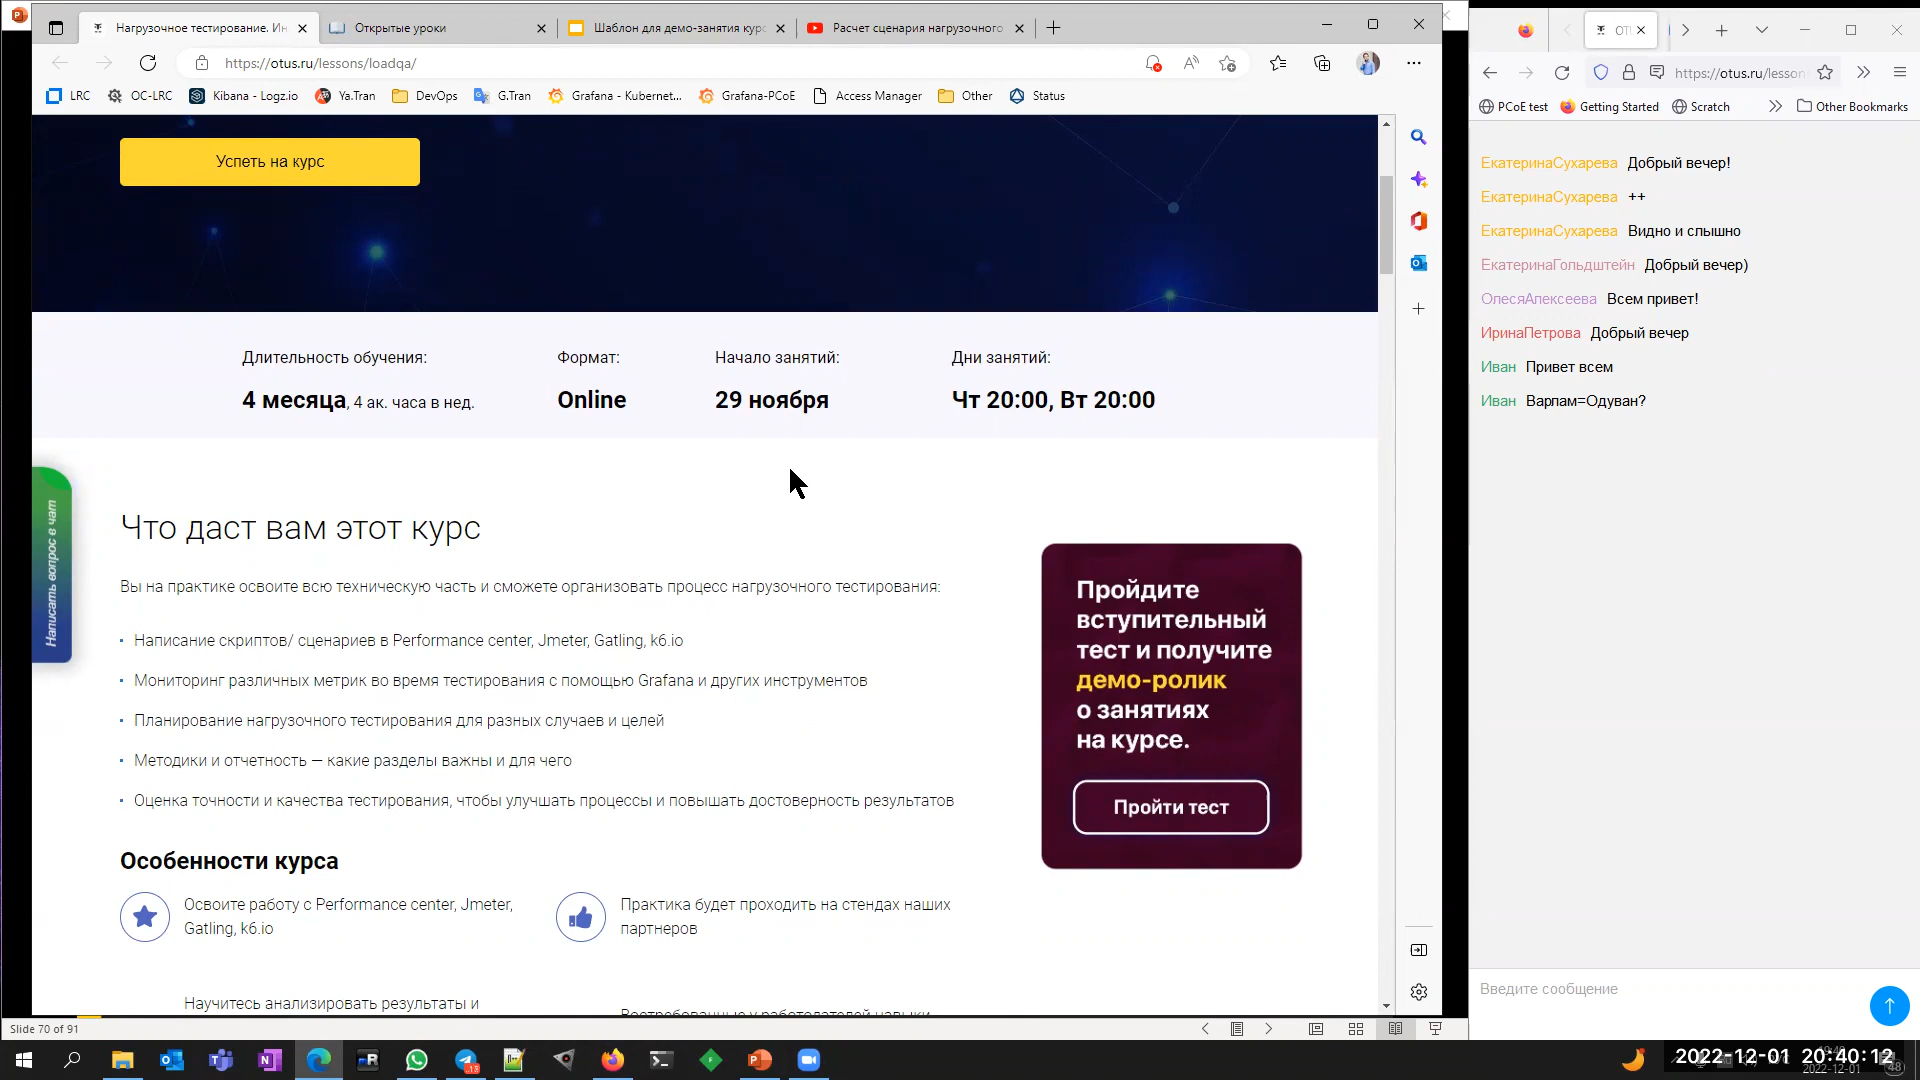 Нагрузочное тестирование. Ин
Открытые уроки
Шаблон для демо-занятия курс
Расчет сценария нагрузочного
https://otus.ru/lessons/loadqa/
LRC
OC-LRC
Kibana - Logz.io
Ya.Tran
DevOps
G.Tran
Grafana - Kubernet...
Grafana-PCoE
Access Manager
Other
Status
Успеть на курс
Длительность обучения:
4 месяца, 4 ак. часа в нед.
Формат:
Online
Начало занятий:
29 ноября
Дни занятий:
Чт 20:00, Вт 20:00
Написать вопрос в чат
Что даст вам этот курс
Вы на практике освоите всю техническую часть и сможете организовать процесс нагрузочного тестирования:
Написание скриптов/ сценариев в Performance center, Jmeter, Gatling, k6.io
Мониторинг различных метрик во время тестирования с помощью Grafana и других инструментов
Планирование нагрузочного тестирования для разных случаев и целей
Методики и отчетность — какие разделы важны и для чего
Оценка точности и качества тестирования, чтобы улучшать процессы и повышать достоверность результатов
Пройдите
вступительный
тест и получите
демо-ролик
о занятиях
на курсе.
Пройти тест
Особенности курса
Освоите работу с Performance center, Jmeter,
Gatling, k6.io
Практика будет проходить на стендах наших
партнеров
Научитесь анализировать результаты и
Востребованные у работодателей навыки
Slide 70 of 91
https://otus.ru/lesson
PCoE test
Getting Started
Scratch
Other Bookmarks
ЕкатеринаСухарева Добрый вечер!
ЕкатеринаСухарева ++
ЕкатеринаСухарева Видно и слышно
ЕкатеринаГольдштейн Добрый вечер)
ОлесяАлексеева Всем привет!
ИринаПетрова Добрый вечер
Иван Привет всем
Иван Варлам=Одуван?
Введите сообщение
2022-12-01 20:40:12
2022-12-01